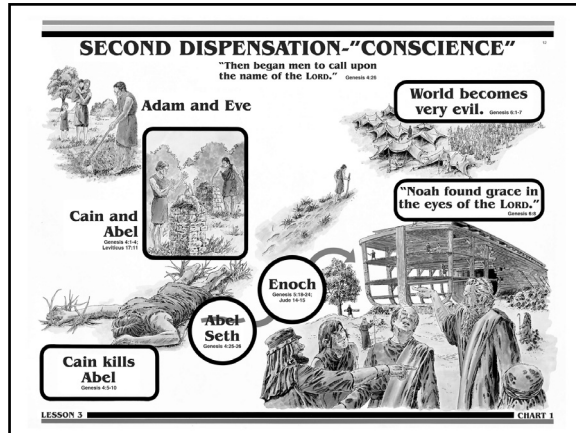 SECOND DISPENSATION-"CONSCIENCE"
"Then began men to call upon
the name of the LORD." Genesis 4:26
Adam and Eve
World becomes
very evil. Genesis 6:1-7
Cain and
Abel
Genesis 4:1-4;
Leviticus 17:11
"Noah found grace in
the eyes of the LORD."
Genesis 6:8
Enoch
Genesis 5:18-24;
Jude 14-15
Abel
Seth
Genesis 4:25-26
Cain kills
Abel
Genesis 4:5-15
LESSON 3
CHART 1